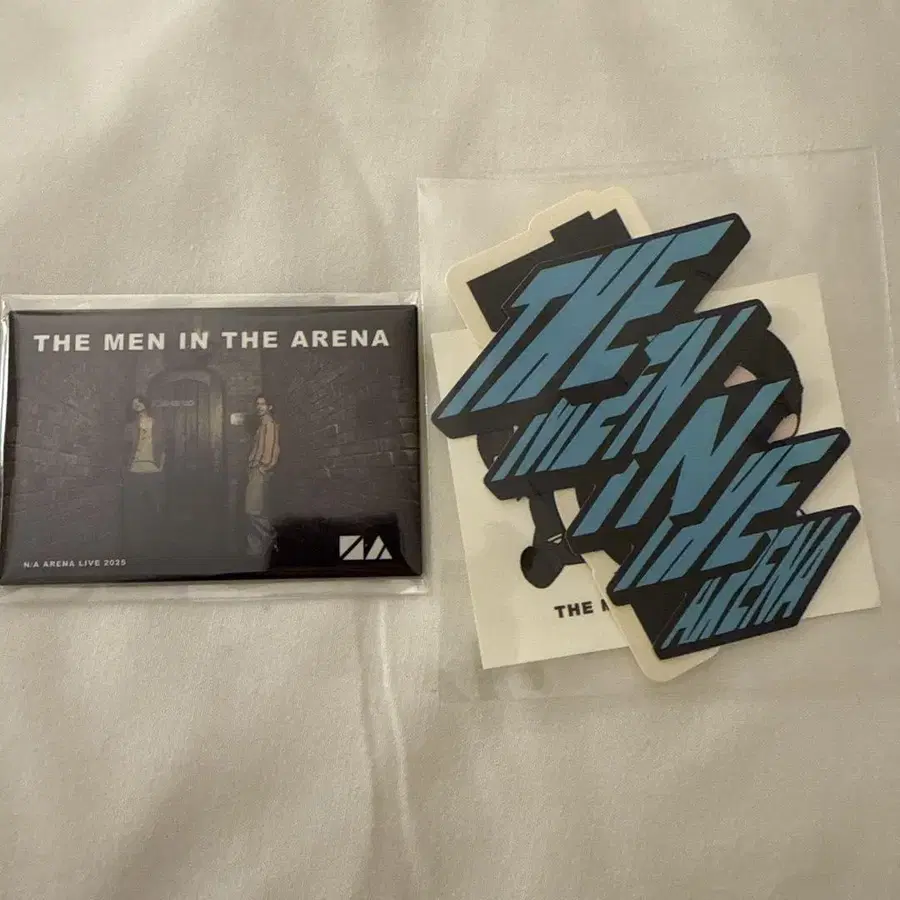 THE MEN IN THE ARENA
N/A ARENA LIVE 2025
N/A
THE
MEN
IN
THE
ARENA
THE M